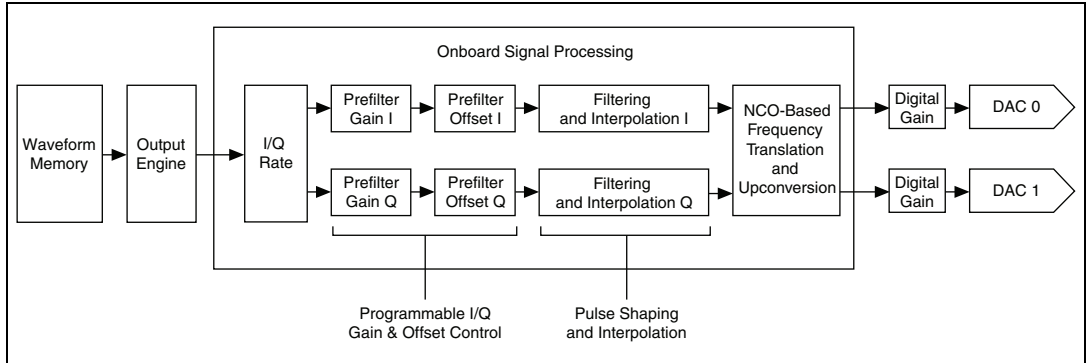 Onboard Signal Processing
Waveform
Memory
Output
Engine
I/Q
Rate
Prefilter
Gain I
Prefilter
Offset I
Filtering
and Interpolation I
NCO-Based
Frequency
Translation
and
Upconversion
Digital
Gain
DAC 0
Prefilter
Gain Q
Prefilter
Offset Q
Filtering
and Interpolation Q
Digital
Gain
DAC 1
Programmable I/Q
Gain & Offset Control
Pulse Shaping
and Interpolation